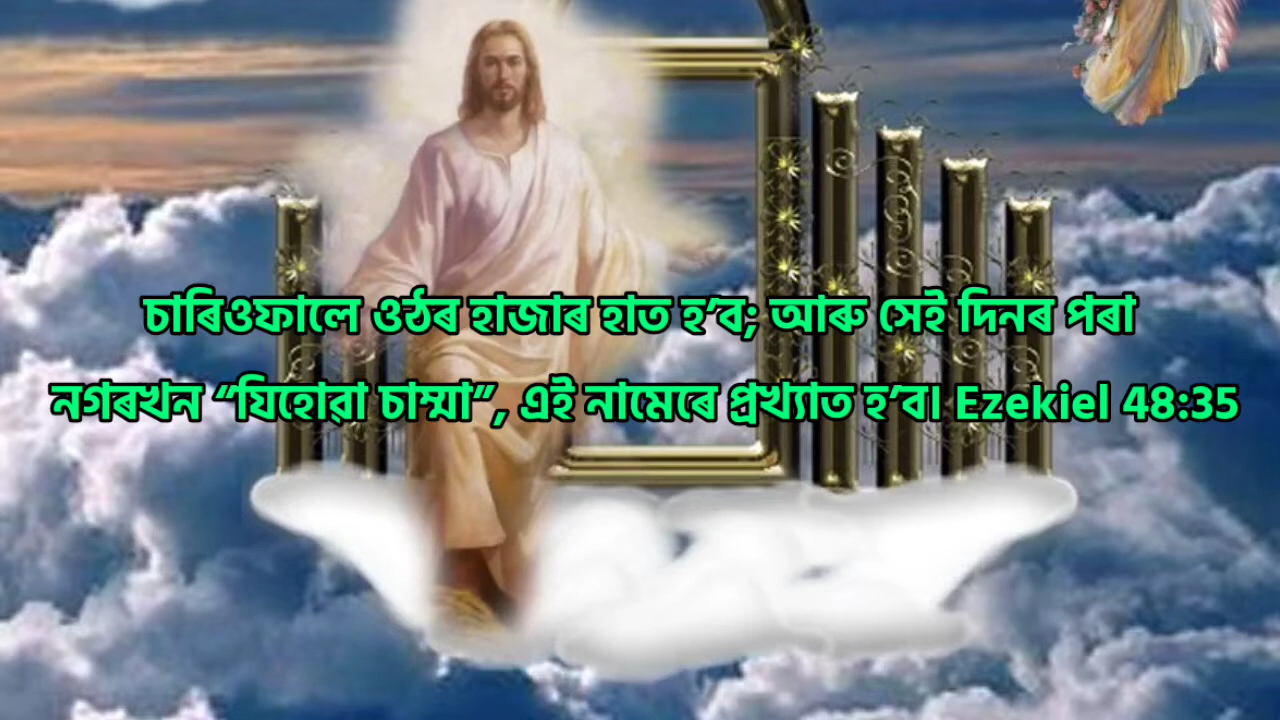 চাৰিওফালে ওঠৰ হাজাৰ হাত হ’ব; আৰু সেই দিনৰ পৰা
নগৰখন “যিহোৱা চাম্মা”, এই নামেৰে প্ৰখ্যাত হ’ব। Ezekiel 48:35